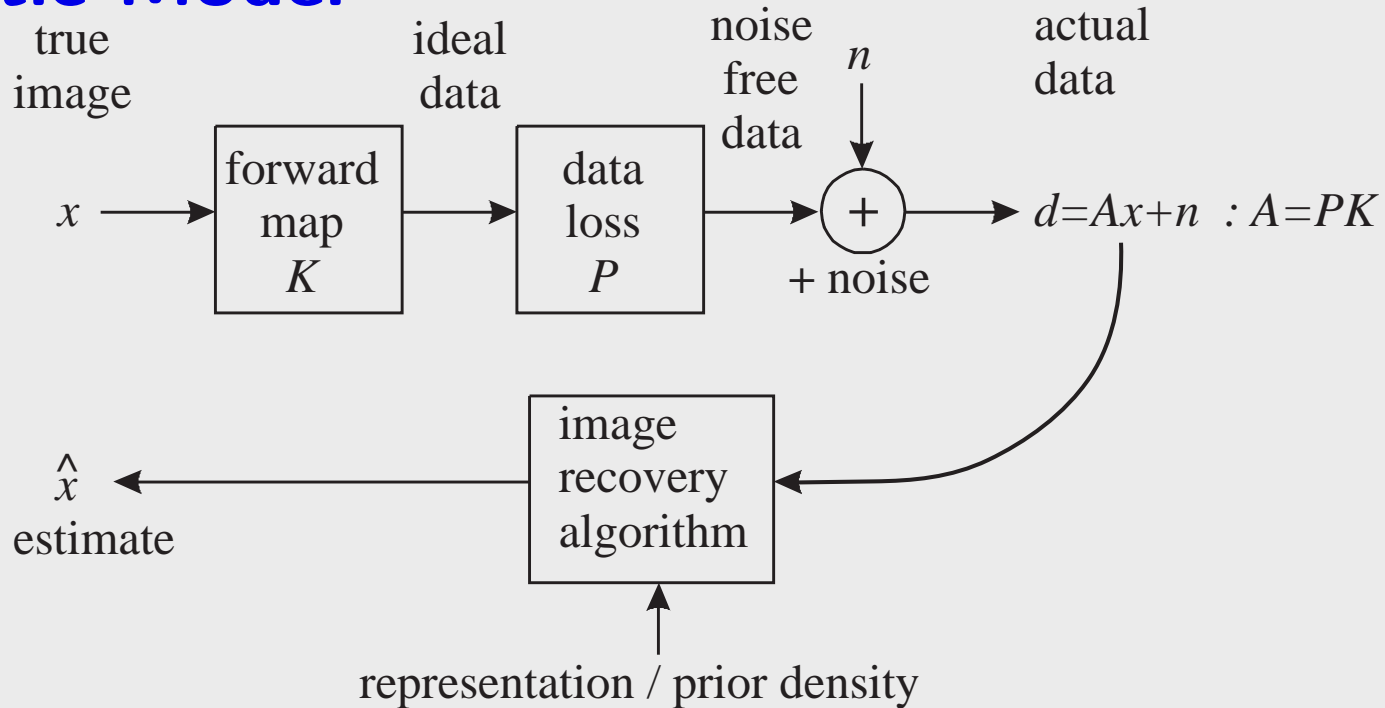 Model
true
image
ideal
data
noise
free
data
n
actual
data
x
forward
map
K
data
loss
P
+
+ noise
d=Ax+n : A=PK
image
recovery
algorithm
x̂
estimate
representation / prior density